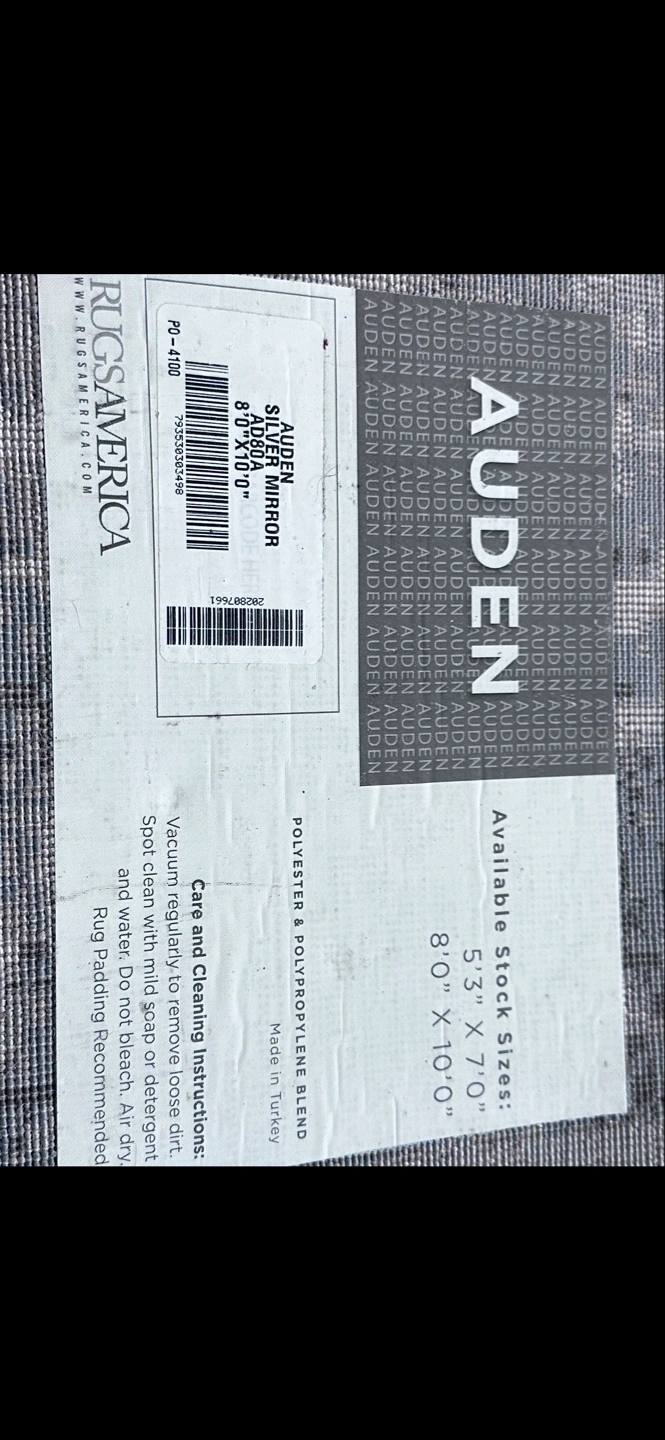 AUDEN
Available Stock Sizes:
5'3" X 7'0"
8'0" X 10'0"
AUDEN
SILVER MIRROR
AD80A
8'0"X10'0"
793530303498
PO-4100
202807661
POLYESTER & POLYPROPYLENE BLEND
Made in Turkey
Care and Cleaning Instructions:
Vacuum regularly to remove loose dirt.
Spot clean with mild soap or detergent
and water. Do not bleach. Air dry.
Rug Padding Recommended
RUGSAMERICA
WWW.RUGSAMERICA.COM